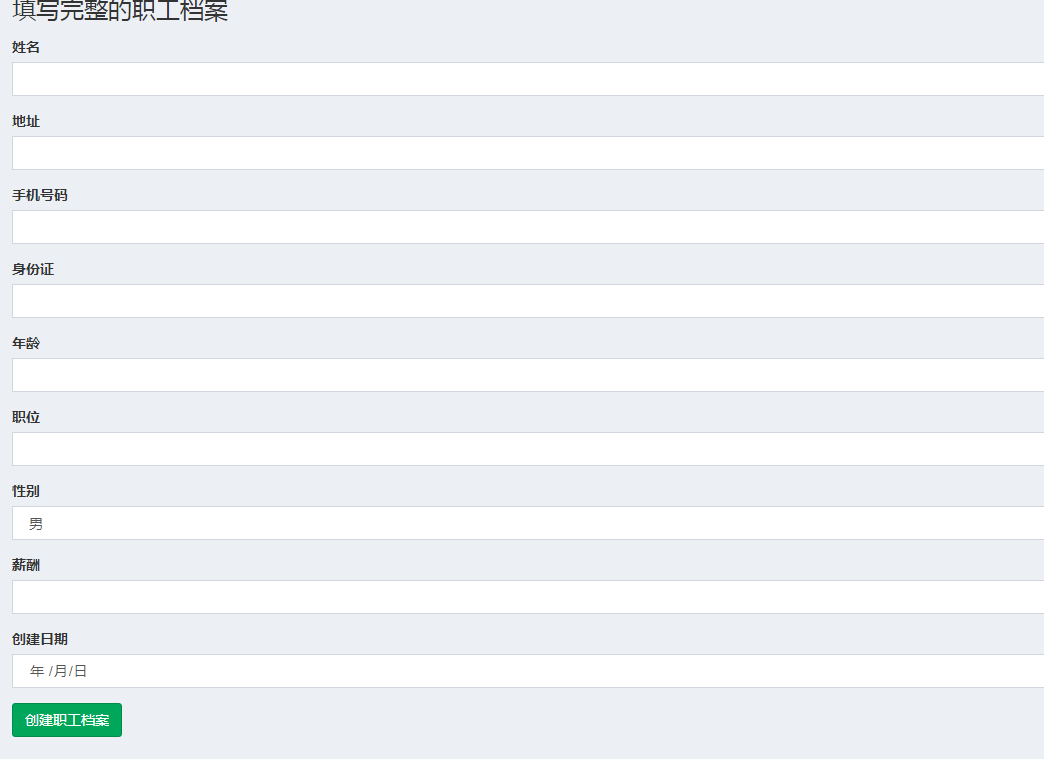 填写完整的职工档案
姓名
地址
手机号码
身份证
年龄
职位
性别
男
薪酬
创建日期
年 /月/日
创建职工档案